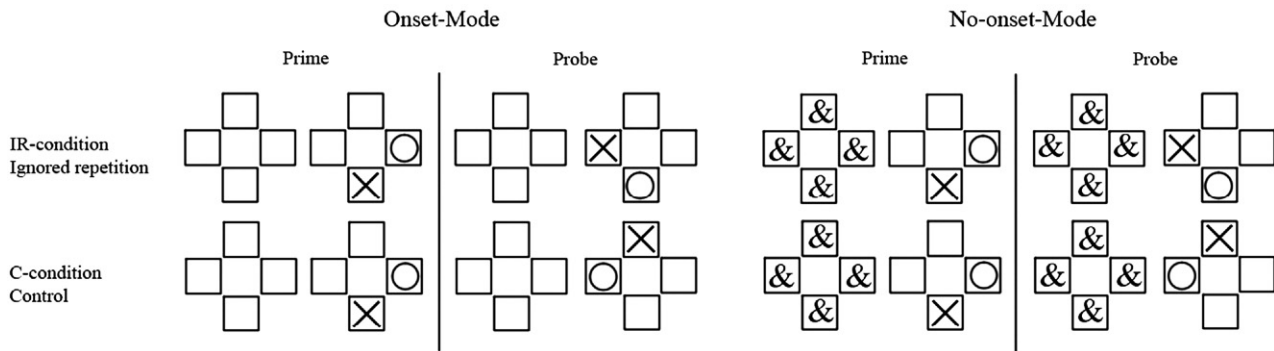 Onset-Mode No-onset-Mode
Prime Probe Prime Probe
& &
IR-condition
Ignored repetition
& & & &
& &
& &
C-condition
Control
& & & &
& &